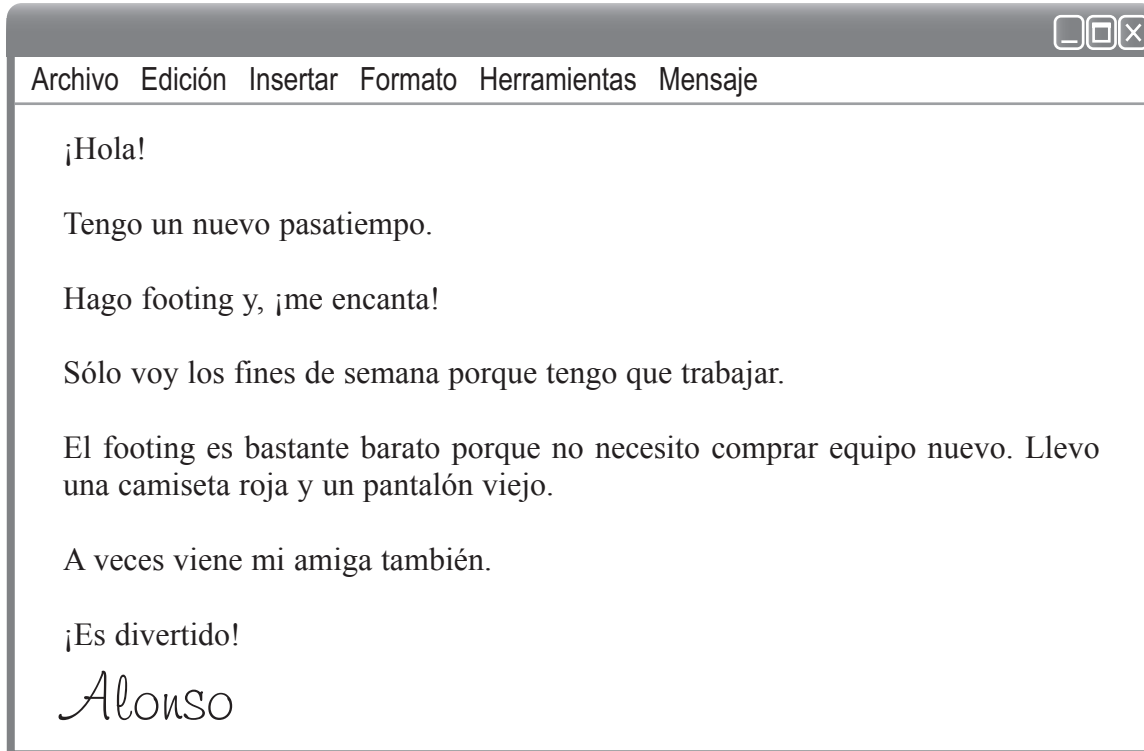 Archivo Edición Insertar Formato Herramientas Mensaje
¡Hola!
Tengo un nuevo pasatiempo.
Hago footing y, ¡me encanta!
Sólo voy los fines de semana porque tengo que trabajar.
El footing es bastante barato porque no necesito comprar equipo nuevo. Llevo
una camiseta roja y un pantalón viejo.
A veces viene mi amiga también.
¡Es divertido!
Alonso